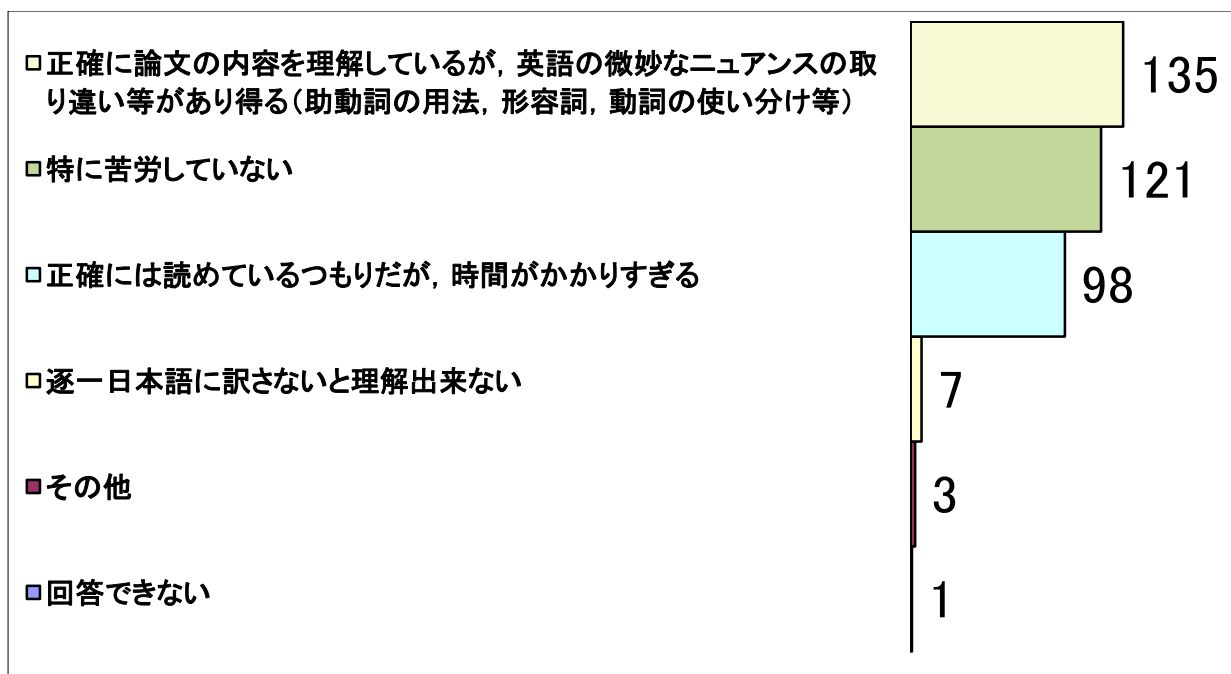 正確に論文の内容を理解しているが，英語の微妙なニュアンスの取
り違い等があり得る（助動詞の用法，形容詞，動詞の使い分け等）
135
特に苦労していない
121
正確には読めているつもりだが，時間がかかりすぎる
98
逐一日本語に訳さないと理解出来ない
7
その他
3
回答できない
1